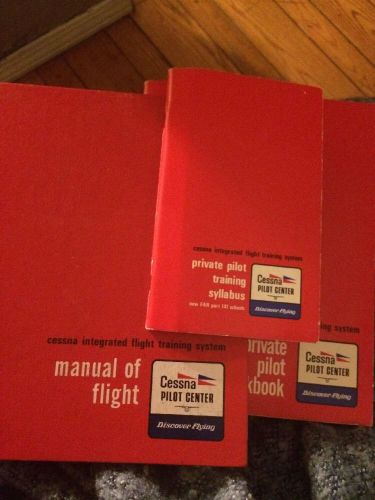 cessna integrated flight training system
private pilot
training
syllabus
new FAR part 141 schools
Cessna
PILOT CENTER
Discover Flying
cessna integrated flight training system
manual of
flight
Cessna
PILOT CENTER
Discover Flying
training system
private
pilot
kbook
Cessna
PILOT CENTER
Discover Flying